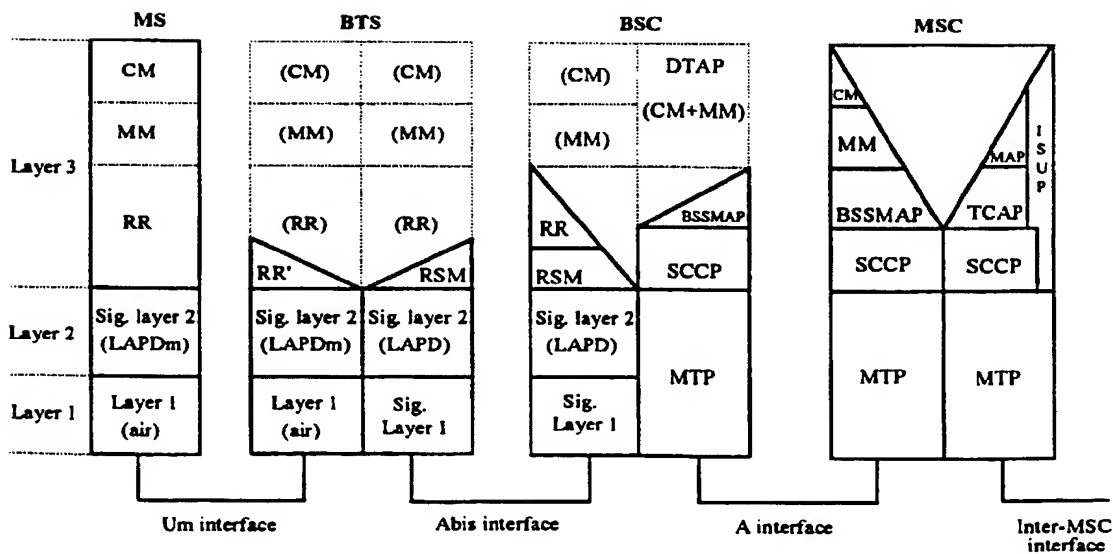 MS
BTS
BSC
MSC
Layer 3
CM
MM
RR
(CM)
(CM)
(MM)
(MM)
(RR)
(RR)
RR'
RSM
(CM)
(MM)
RR
RSM
DTAP
(CM+MM)
BSSMAP
SCCP
CM
MM
BSSMAP
SCCP
MAP
TCAP
SCCP
ISUP
Layer 2
Sig. layer 2
(LAPDm)
Sig. layer 2
(LAPDm)
Sig. layer 2
(LAPD)
Sig. layer 2
(LAPD)
MTP
MTP
MTP
Layer 1
Layer 1
(air)
Layer 1
(air)
Sig.
Layer 1
Sig.
Layer 1
Um interface
Abis interface
A interface
Inter-MSC
interface